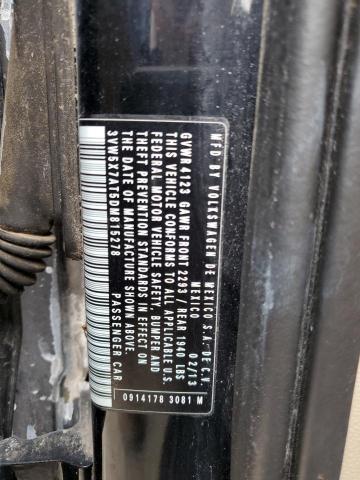 BY VOLKSWAGEN DE MEXICO S.A. DE C.V.
MEXICO 02/13
GVWR 4123 GAWR FRONT 2293 // REAR 1940 LBS
THIS VEHICLE CONFORMS TO ALL APPLICABLE U.S.
FEDERAL MOTOR VEHICLE SAFETY, BUMPER AND
THEFT PREVENTION STANDARDS IN EFFECT ON
THE DATE OF MANUFACTURE SHOWN ABOVE.
3VW5X7AT5DM815278 PASSENGER CAR
0914178 3081 M